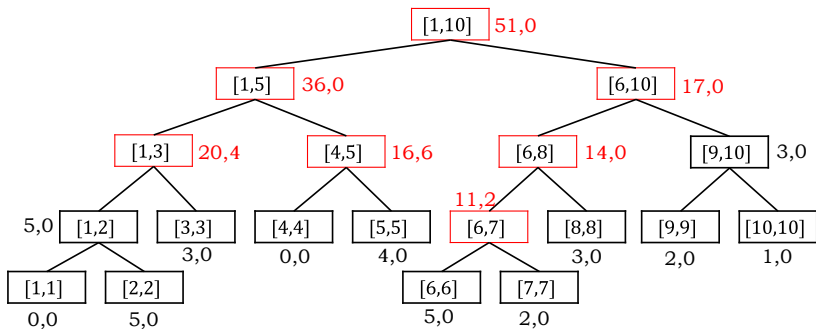 [1,10] 51,0
[1,5] 36,0 [6,10] 17,0
[1,3] 20,4 [4,5] 16,6 [6,8] 14,0 [9,10] 3,0
11,2
5,0 [1,2] [3,3] [4,4] [5,5] [6,7] [8,8] [9,9] [10,10]
3,0 0,0 4,0 3,0 2,0 1,0
[1,1] [2,2] [6,6] [7,7]
0,0 5,0 5,0 2,0